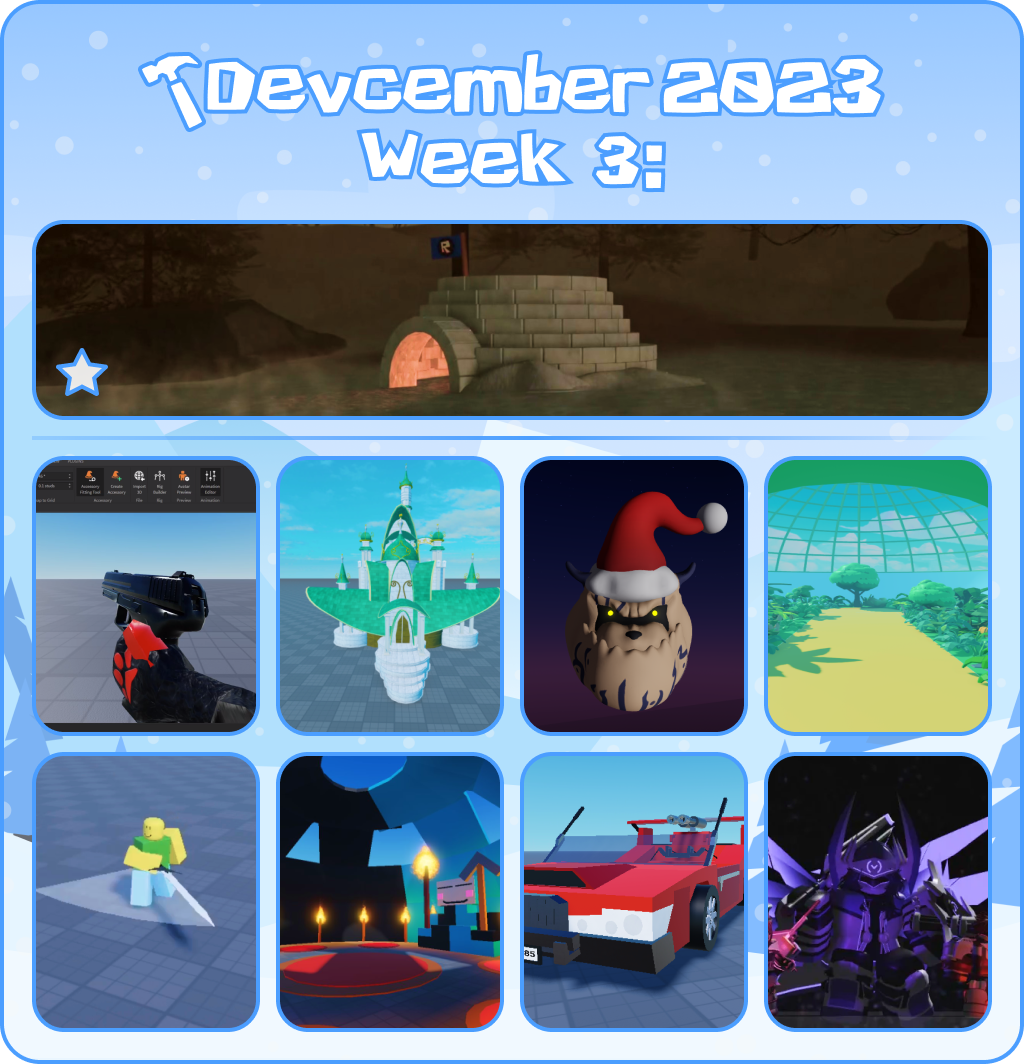 Devcember 2023
Week 3:
Accessory Fitting Tool
Create Accessory
Import 3D
Rig Builder
Avatar Preview
Animation Editor
Accessory
File
Rig
Preview
Animation
85